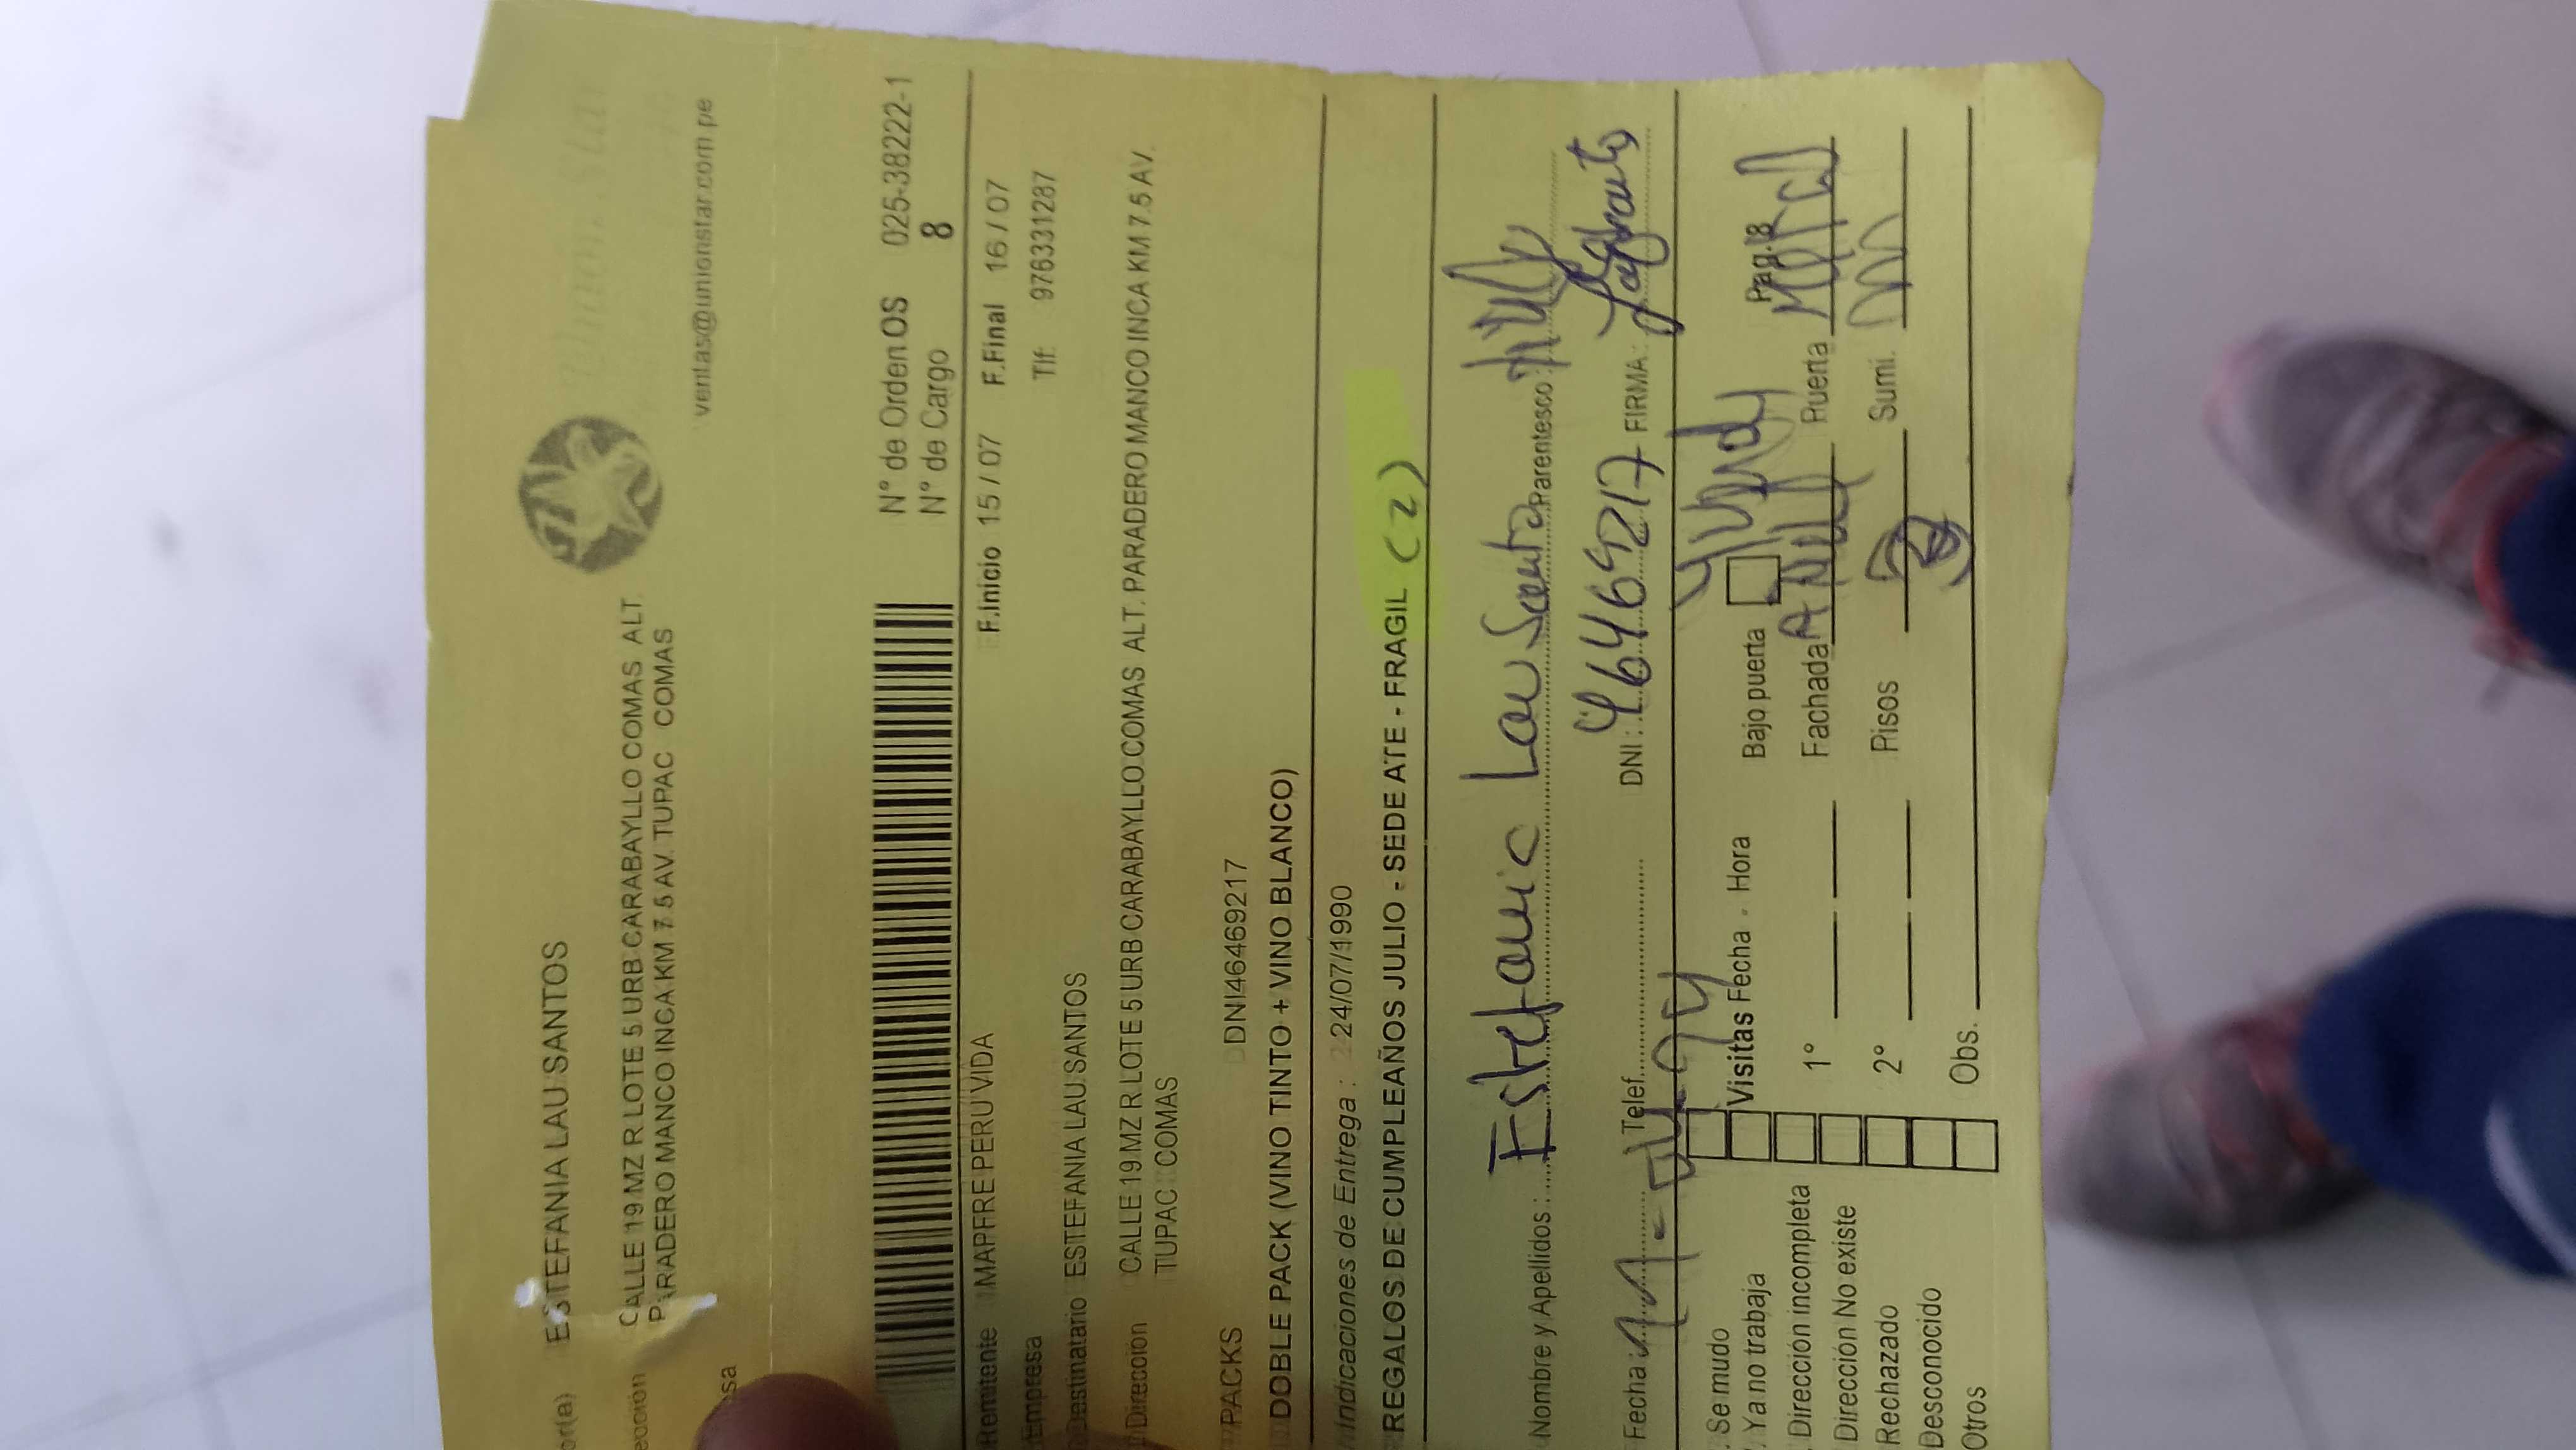 or(a) ESTEFANIA LAU SANTOS
ección CALLE 19 MZ R LOTE 5 URB CARABAYLLO COMAS ALT.
PARADERO MANCO INCA KM 7.5 AV. TUPAC COMAS
sa
Union Star
ventas@unionstar.com.pe
N° de Orden OS 025-38222-1
N° de Cargo 8
Remitente MAPFRE PERU VIDA F.Inicio 15 / 07 F.Final 16 / 07
Empresa Tlf: 976331287
Destinatario ESTEFANIA LAU SANTOS
Dirección CALLE 19 MZ R LOTE 5 URB CARABAYLLO COMAS ALT. PARADERO MANCO INCA KM 7.5 AV.
TUPAC COMAS
PACKS DNI46469217
DOBLE PACK (VINO TINTO + VINO BLANCO)
Indicaciones de Entrega : 24/07/1990
REGALOS DE CUMPLEAÑOS JULIO - SEDE ATE - FRAGIL (2)
Nombre y Apellidos : Estefania Lau Santos Parentesco :
Fecha : Telef. DNI : 46469217 FIRMA :
Se mudo
Ya no trabaja Visitas Fecha - Hora Bajo puerta Pag.8
Dirección incompleta 1° Fachada Puerta
Dirección No existe
Rechazado 2° Pisos Sumi.
Desconocido
Otros Obs.